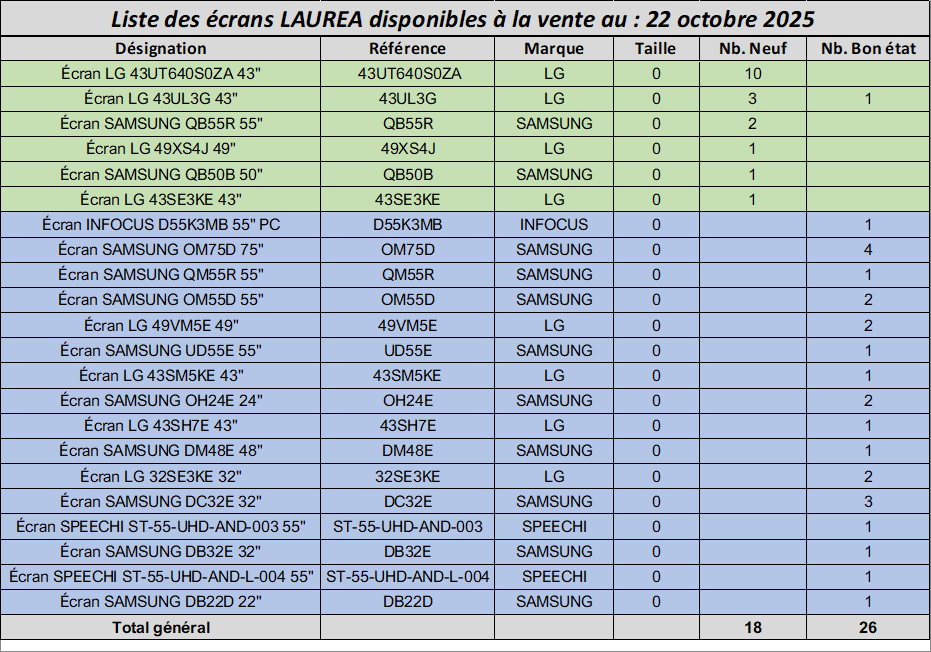 Liste des écrans LAUREA disponibles à la vente au : 22 octobre 2025
Désignation Référence Marque Taille Nb. Neuf Nb. Bon état
Écran LG 43UT640S0ZA 43" 43UT640S0ZA LG 0 10
Écran LG 43UL3G 43" 43UL3G LG 0 3 1
Écran SAMSUNG QB55R 55" QB55R SAMSUNG 0 2
Écran LG 49XS4J 49" 49XS4J LG 0 1
Écran SAMSUNG QB50B 50" QB50B SAMSUNG 0 1
Écran LG 43SE3KE 43" 43SE3KE LG 0 1
Écran INFOCUS D55K3MB 55" PC D55K3MB INFOCUS 0 1
Écran SAMSUNG OM75D 75" OM75D SAMSUNG 0 4
Écran SAMSUNG QM55R 55" QM55R SAMSUNG 0 1
Écran SAMSUNG OM55D 55" OM55D SAMSUNG 0 2
Écran LG 49VM5E 49" 49VM5E LG 0 2
Écran SAMSUNG UD55E 55" UD55E SAMSUNG 0 1
Écran LG 43SM5KE 43" 43SM5KE LG 0 1
Écran SAMSUNG OH24E 24" OH24E SAMSUNG 0 2
Écran LG 43SH7E 43" 43SH7E LG 0 1
Écran SAMSUNG DM48E 48" DM48E SAMSUNG 0 1
Écran LG 32SE3KE 32" 32SE3KE LG 0 2
Écran SAMSUNG DC32E 32" DC32E SAMSUNG 0 3
Écran SPEECHI ST-55-UHD-AND-003 55" ST-55-UHD-AND-003 SPEECHI 0 1
Écran SAMSUNG DB32E 32" DB32E SAMSUNG 0 1
Écran SPEECHI ST-55-UHD-AND-L-004 55" ST-55-UHD-AND-L-004 SPEECHI 0 1
Écran SAMSUNG DB22D 22" DB22D SAMSUNG 0 1
Total général 18 26